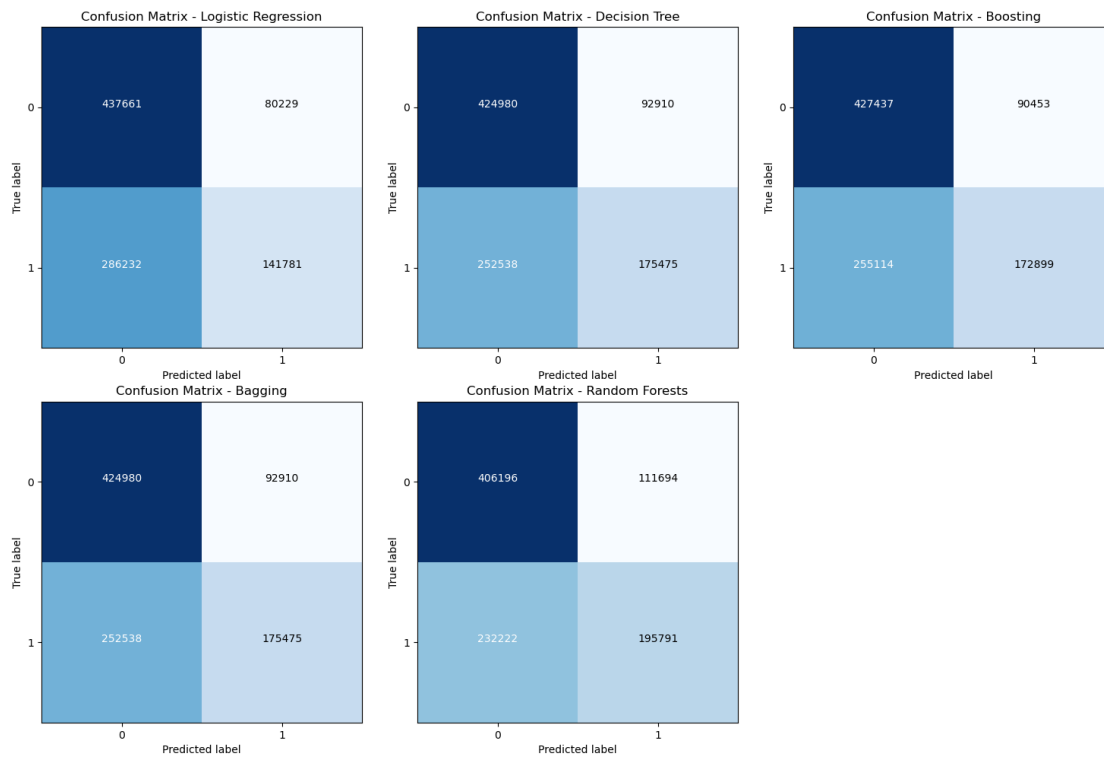 Confusion Matrix - Logistic Regression
0
437661
80229
True label
1
286232
141781
0
1
Predicted label
Confusion Matrix - Decision Tree
0
424980
92910
True label
1
252538
175475
0
1
Predicted label
Confusion Matrix - Boosting
0
427437
90453
True label
1
255114
172899
0
1
Predicted label
Confusion Matrix - Bagging
0
424980
92910
True label
1
252538
175475
0
1
Predicted label
Confusion Matrix - Random Forests
0
406196
111694
True label
1
232222
195791
0
1
Predicted label